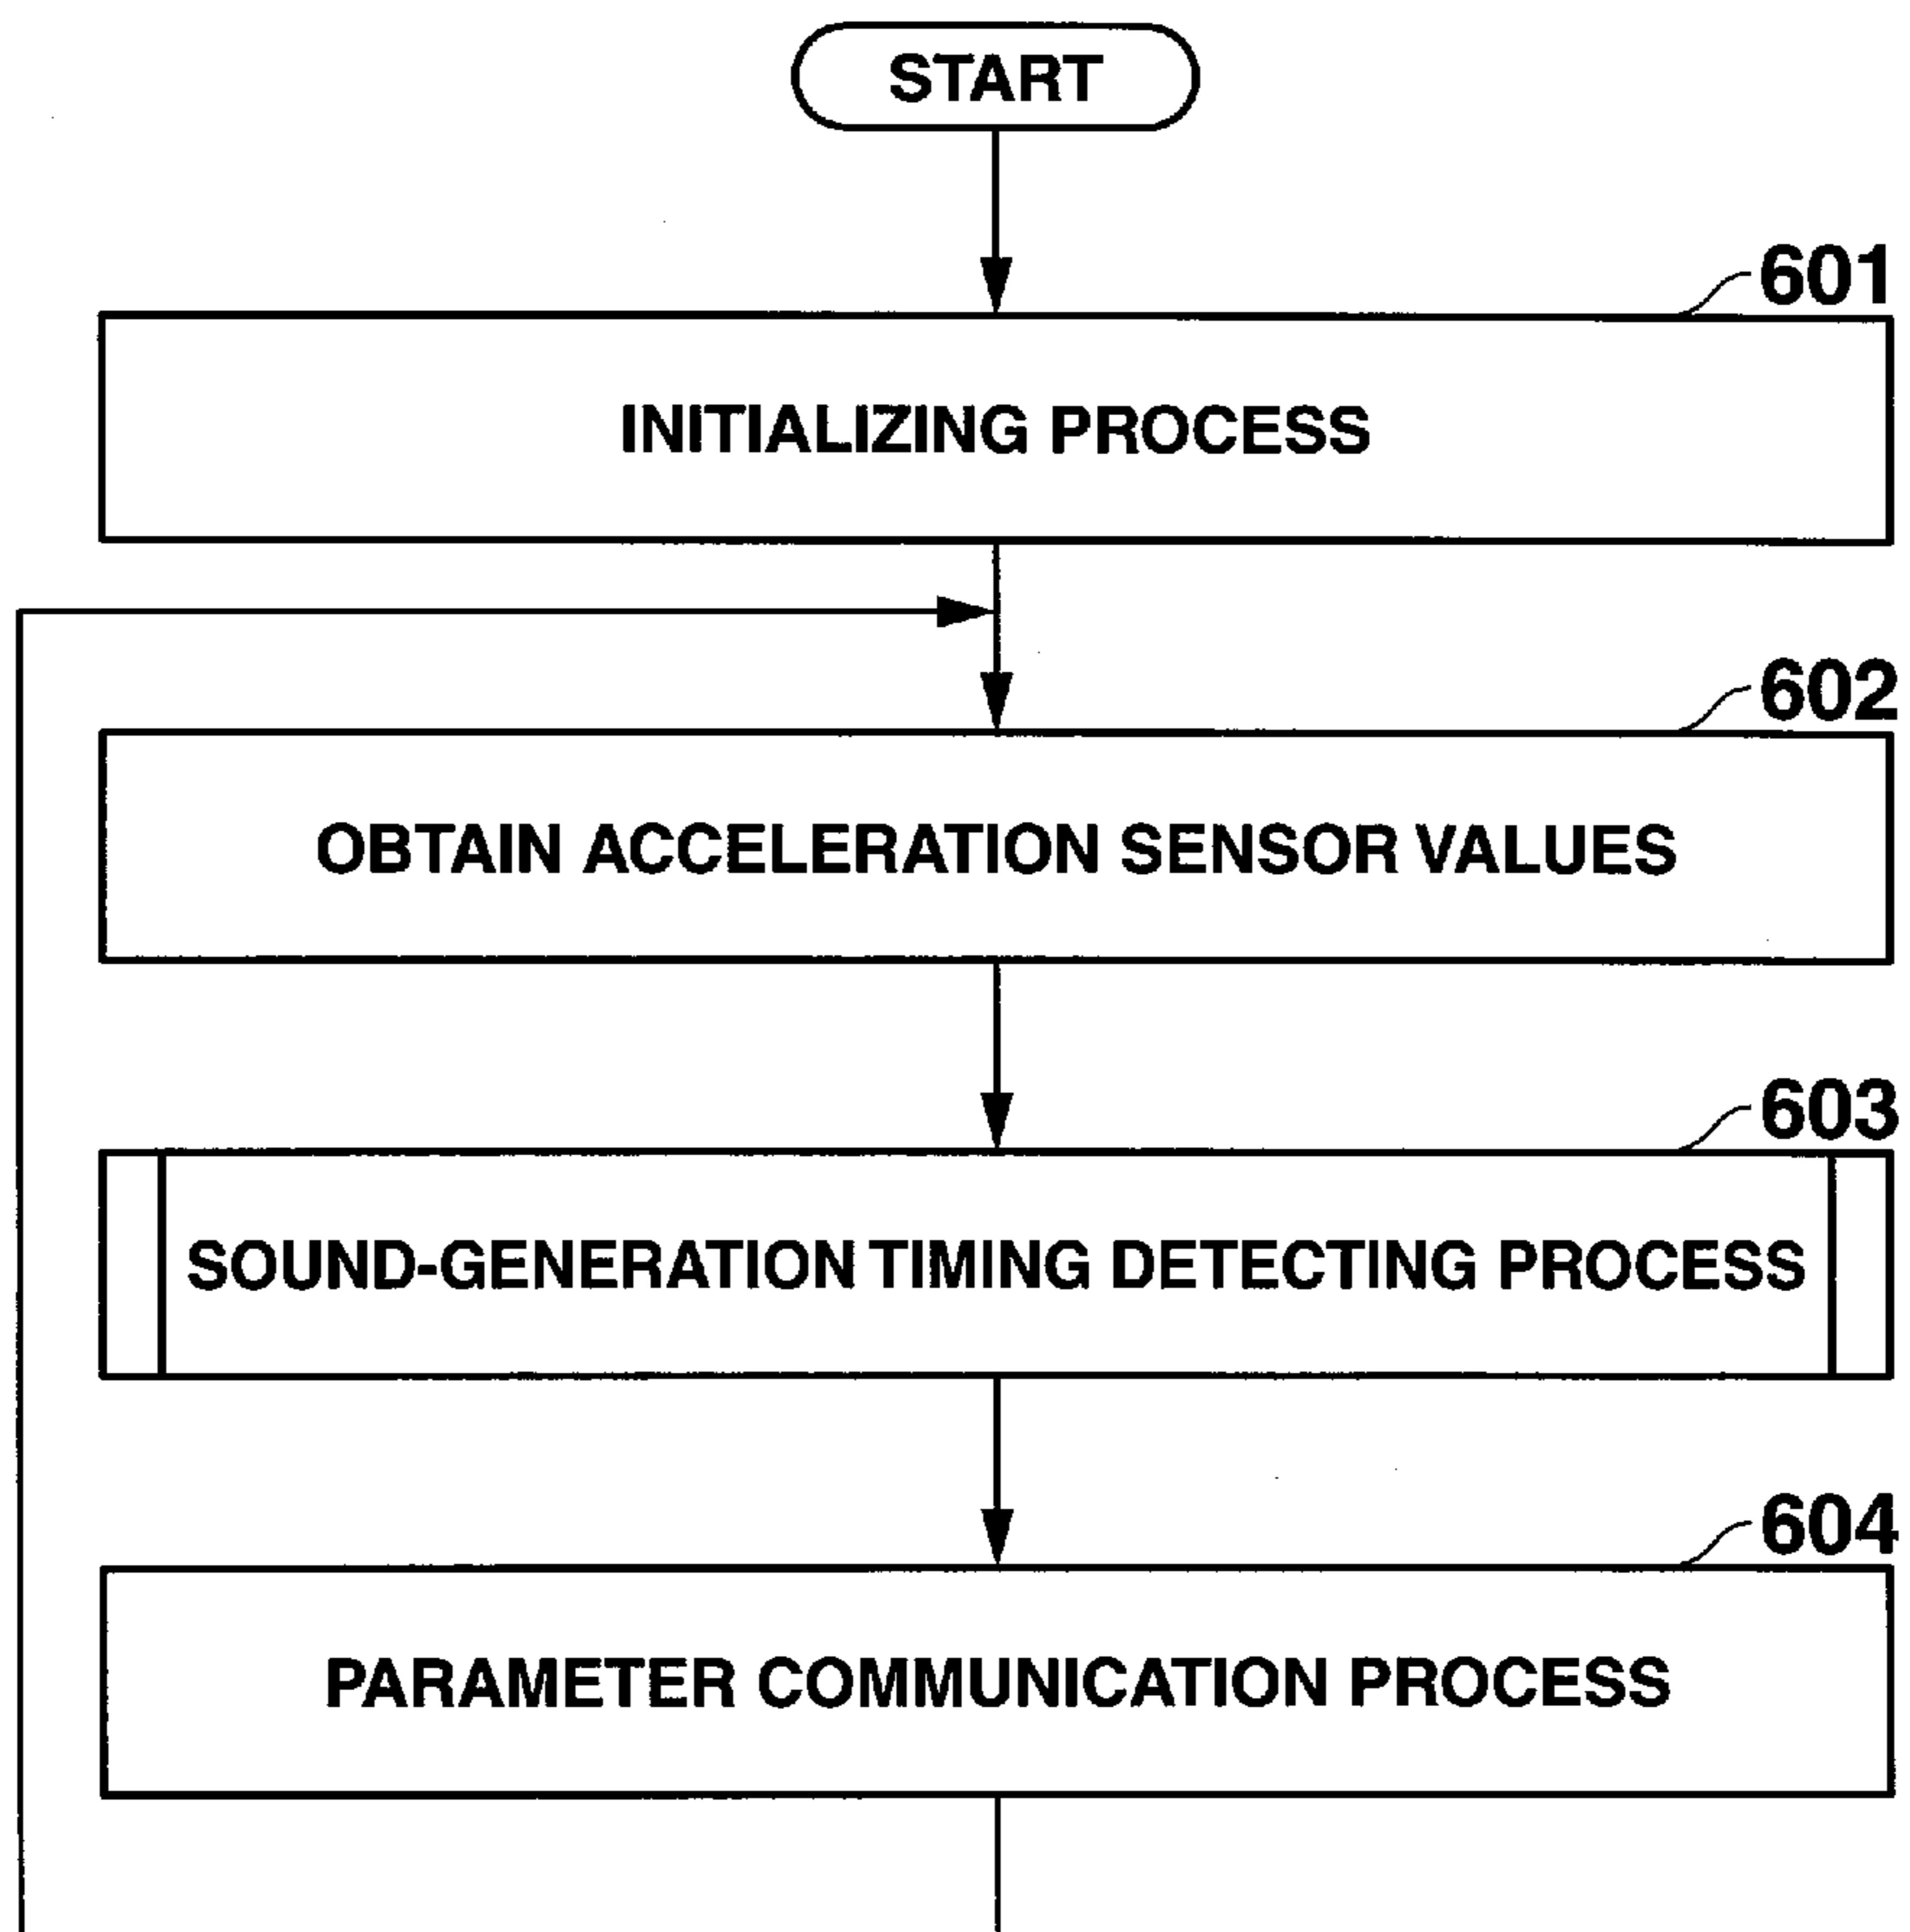 START
601
INITIALIZING PROCESS
602
OBTAIN ACCELERATION SENSOR VALUES
603
SOUND-GENERATION TIMING DETECTING PROCESS
604
PARAMETER COMMUNICATION PROCESS